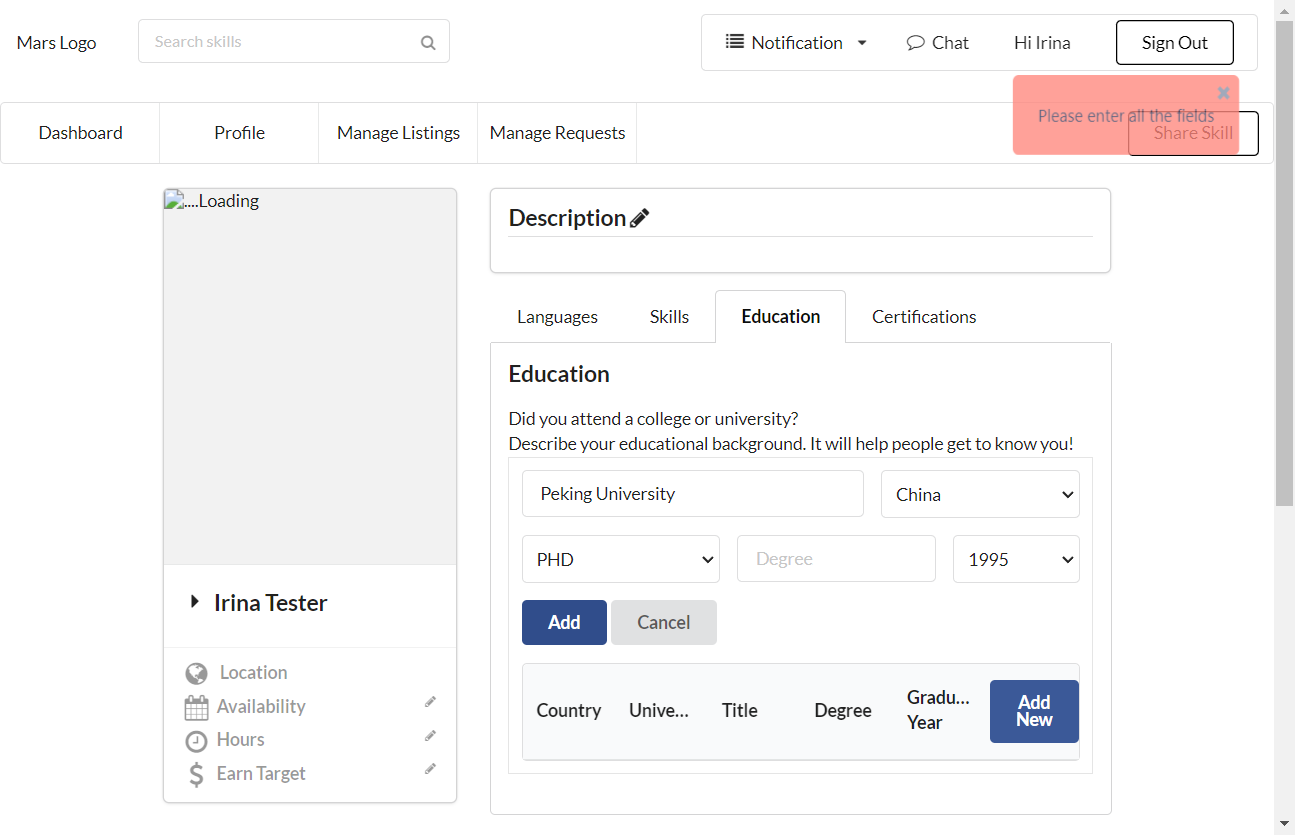 Mars Logo
Search skills
Notification
Chat
Hi Irina
Sign Out
Please enter all the fields
Dashboard
Profile
Manage Listings
Manage Requests
Share Skill
....Loading
Description
Languages
Skills
Education
Certifications
Education
Did you attend a college or university?
Describe your educational background. It will help people get to know you!
Peking University
China
PHD
Degree
1995
Add
Cancel
Irina Tester
Location
Availability
Hours
Earn Target
Country
Unive...
Title
Degree
Gradu...
Year
Add
New